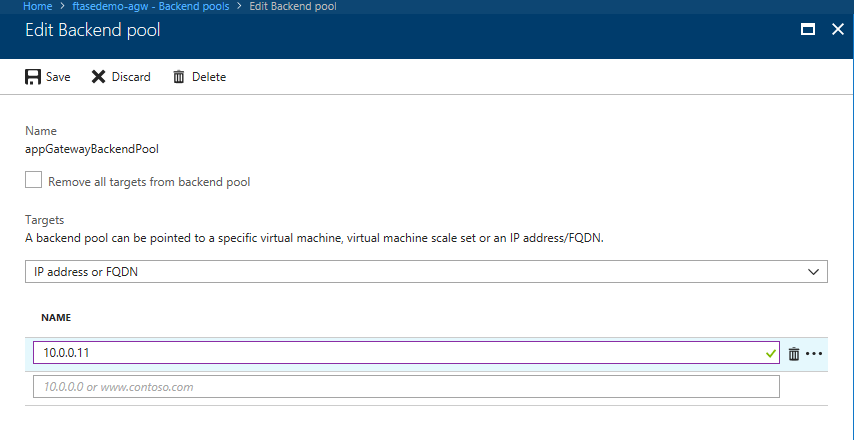 Home > ftasedemo-agw - Backend pools > Edit Backend pool
Edit Backend pool
Save Discard Delete
Name
appGatewayBackendPool
Remove all targets from backend pool
Targets
A backend pool can be pointed to a specific virtual machine, virtual machine scale set or an IP address/FQDN.
IP address or FQDN
NAME
10.0.0.11
10.0.0.0 or www.contoso.com